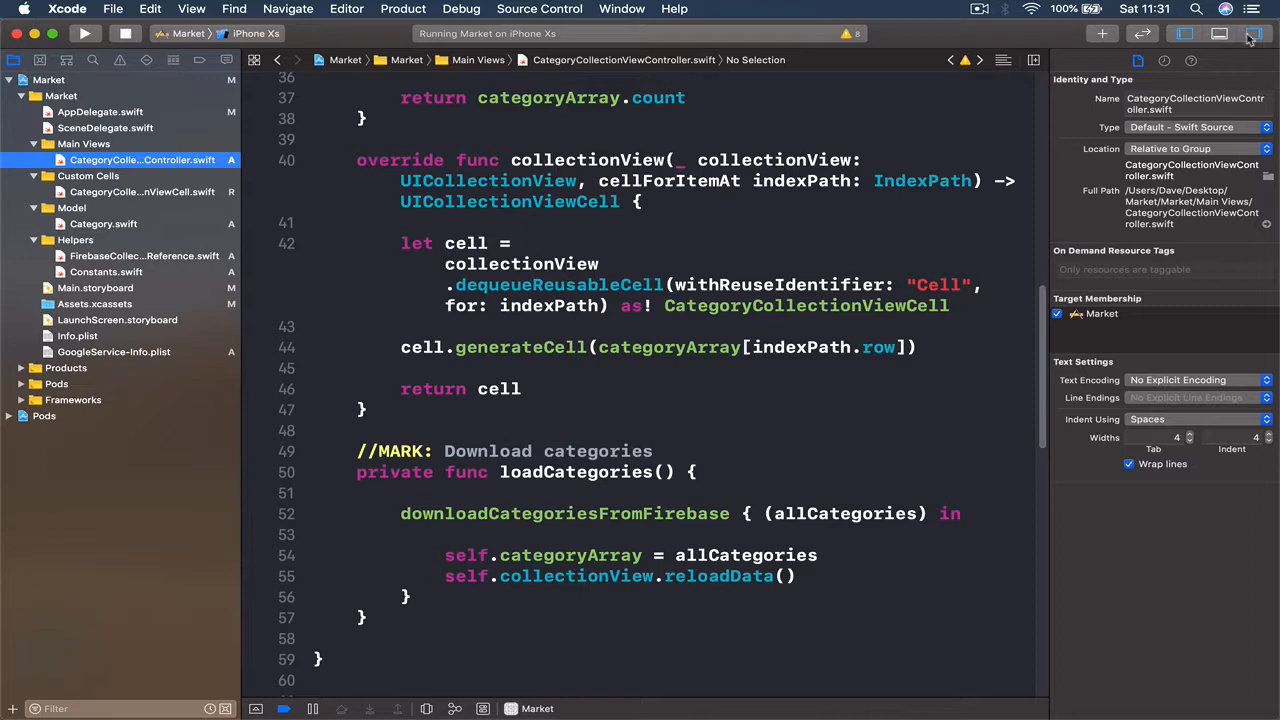 Xcode File Edit View Find Navigate Editor Product Debug Source Control Window Help 100% Sat 11:31
Market iPhone Xs Running Market on iPhone Xs 8
Market Market Main Views CategoryCollectionViewController.swift No Selection
Market M
Market
AppDelegate.swift M
SceneDelegate.swift
Main Views
CategoryColle...Controller.swift A
Custom Cells
CategoryColle...nViewCell.swift R
Model
Category.swift A
Helpers
FirebaseCollec...Reference.swift A
Constants.swift A
Main.storyboard M
Assets.xcassets M
LaunchScreen.storyboard
Info.plist
GoogleService-Info.plist A
Products
Pods
Frameworks
Pods
Filter
36
37 return categoryArray.count
38 }
39
40 override func collectionView(_ collectionView:
UICollectionView, cellForItemAt indexPath: IndexPath) ->
UICollectionViewCell {
41
42 let cell =
collectionView
.dequeueReusableCell(withReuseIdentifier: "Cell",
for: indexPath) as! CategoryCollectionViewCell
43
44 cell.generateCell(categoryArray[indexPath.row])
45
46 return cell
47 }
48
49 //MARK: Download categories
50 private func loadCategories() {
51
52 downloadCategoriesFromFirebase { (allCategories) in
53
54 self.categoryArray = allCategories
55 self.collectionView.reloadData()
56 }
57 }
58
59 }
60
Market
Identity and Type
Name CategoryCollectionViewContr
oller.swift
Type Default - Swift Source
Location Relative to Group
CategoryCollectionViewCont
roller.swift
Full Path /Users/Dave/Desktop/
Market/Market/Main Views/
CategoryCollectionViewCont
roller.swift
On Demand Resource Tags
Only resources are taggable
Target Membership
Market
Text Settings
Text Encoding No Explicit Encoding
Line Endings No Explicit Line Endings
Indent Using Spaces
Widths 4 4
Tab Indent
Wrap lines